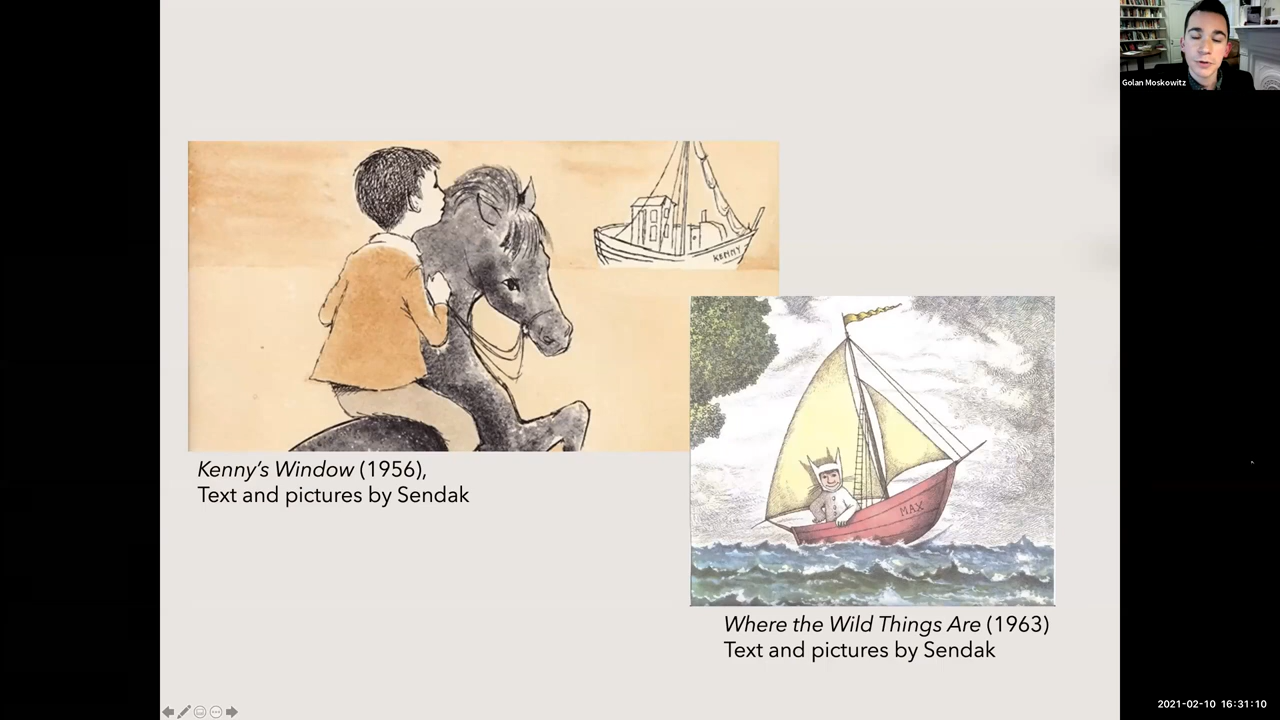 Golan Moskowitz
KENNY
Kenny's Window (1956),
Text and pictures by Sendak
MAX
Where the Wild Things Are (1963)
Text and pictures by Sendak
2021-02-10 16:31:10